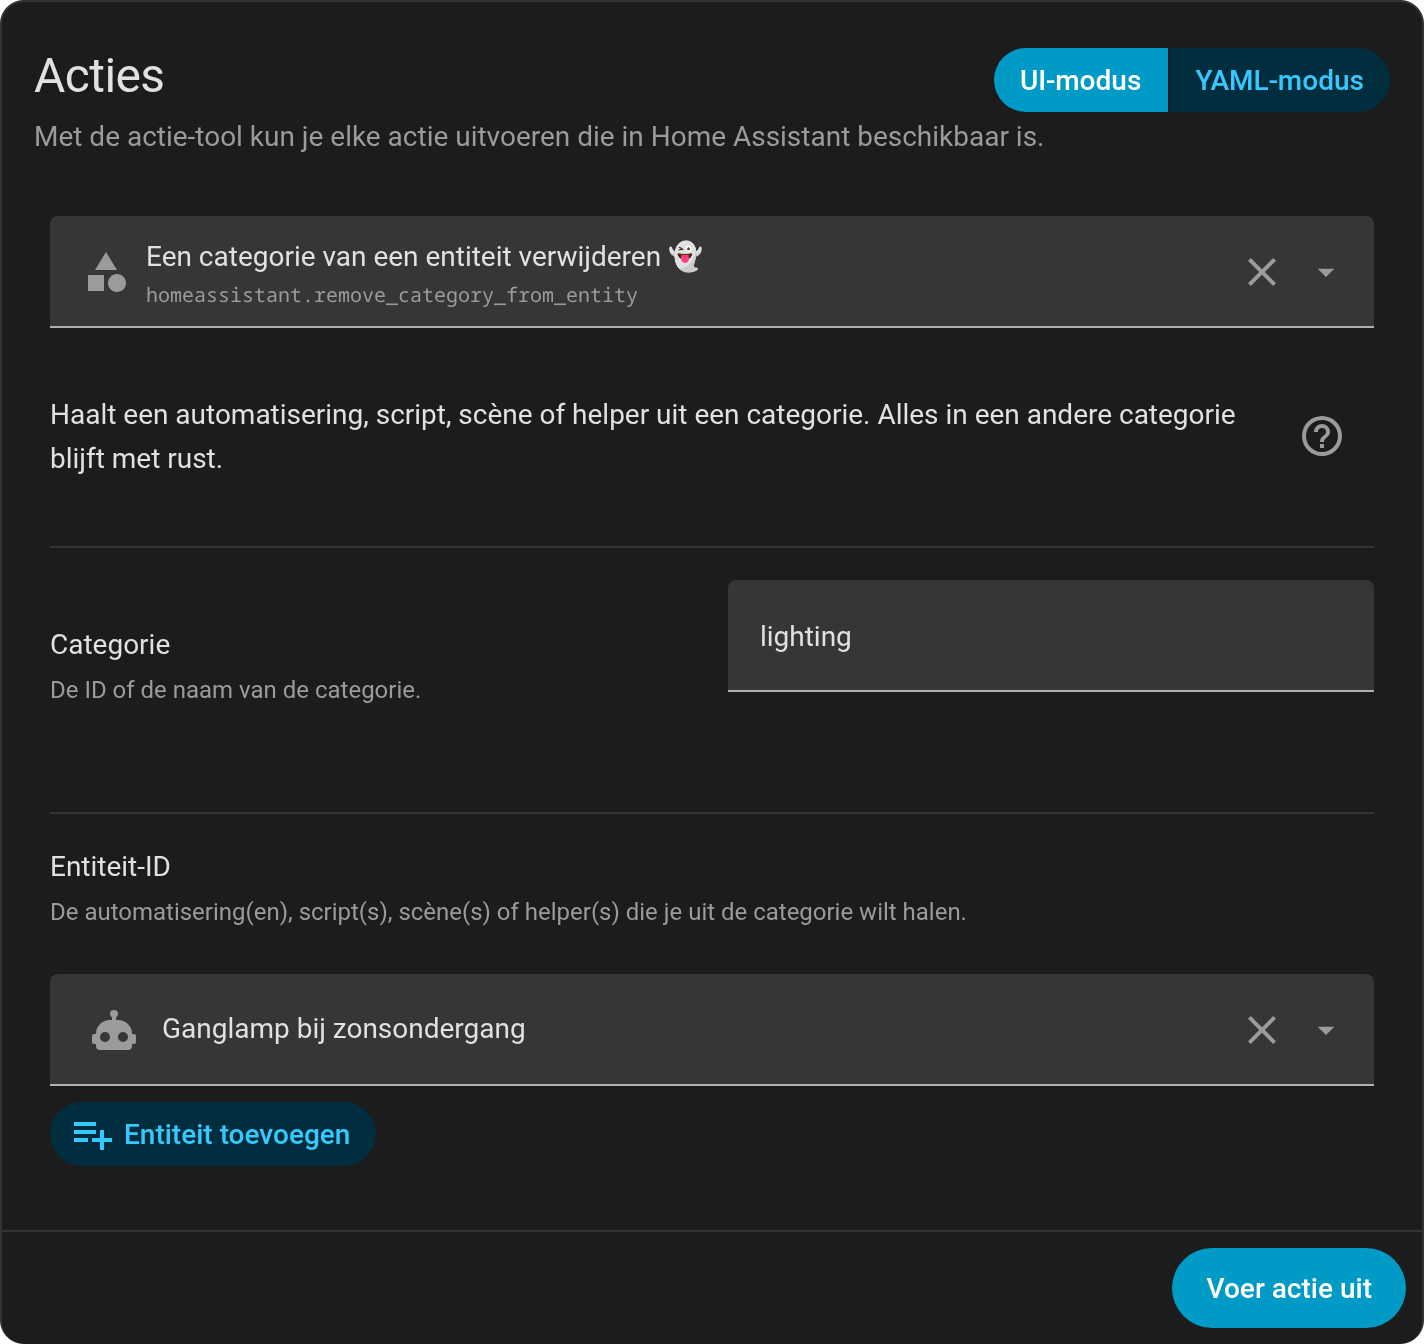 Acties
UI-modus
YAML-modus
Met de actie-tool kun je elke actie uitvoeren die in Home Assistant beschikbaar is.
Een categorie van een entiteit verwijderen 👻
homeassistant.remove_category_from_entity
Haalt een automatisering, script, scène of helper uit een categorie. Alles in een andere categorie
blijft met rust.
Categorie
De ID of de naam van de categorie.
lighting
Entiteit-ID
De automatisering(en), script(s), scène(s) of helper(s) die je uit de categorie wilt halen.
Ganglamp bij zonsondergang
Entiteit toevoegen
Voer actie uit